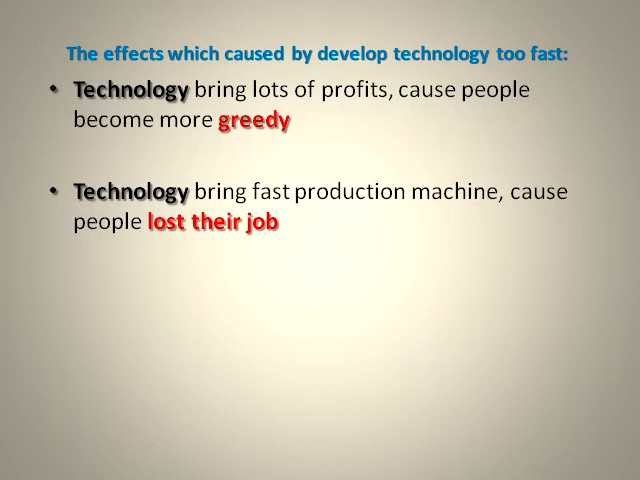 The effects which caused by develop technology too fast:
• Technology bring lots of profits, cause people
become more greedy
• Technology bring fast production machine, cause
people lost their job